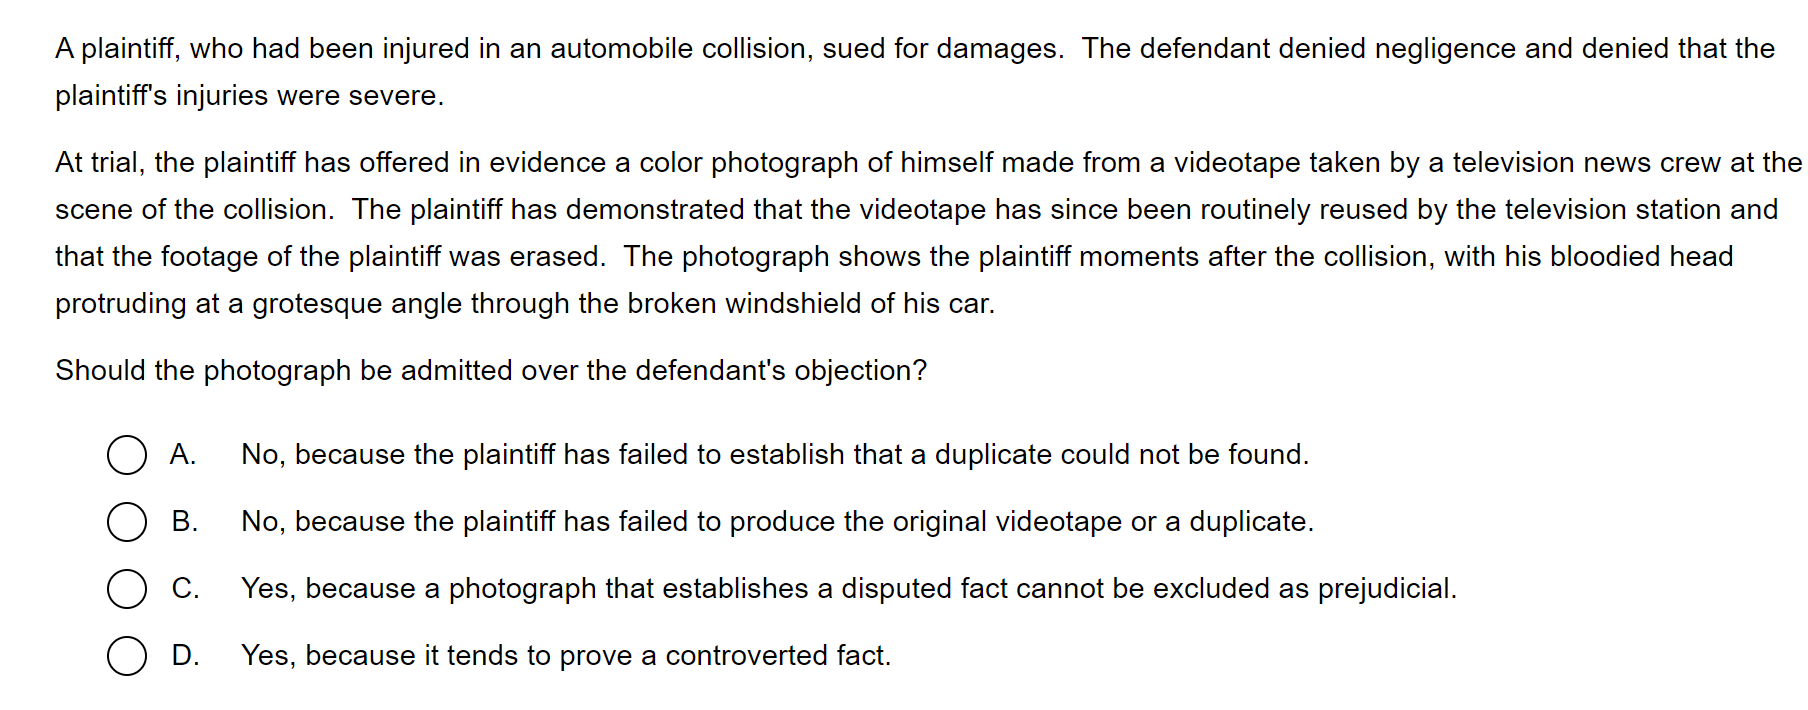 A plaintiff, who had been injured in an automobile collision, sued for damages.  The defendant denied negligence and denied that the
plaintiff's injuries were severe.
At trial, the plaintiff has offered in evidence a color photograph of himself made from a videotape taken by a television news crew at the
scene of the collision.  The plaintiff has demonstrated that the videotape has since been routinely reused by the television station and
that the footage of the plaintiff was erased.  The photograph shows the plaintiff moments after the collision, with his bloodied head
protruding at a grotesque angle through the broken windshield of his car.
Should the photograph be admitted over the defendant's objection?
A. No, because the plaintiff has failed to establish that a duplicate could not be found.
B. No, because the plaintiff has failed to produce the original videotape or a duplicate.
C. Yes, because a photograph that establishes a disputed fact cannot be excluded as prejudicial.
D. Yes, because it tends to prove a controverted fact.